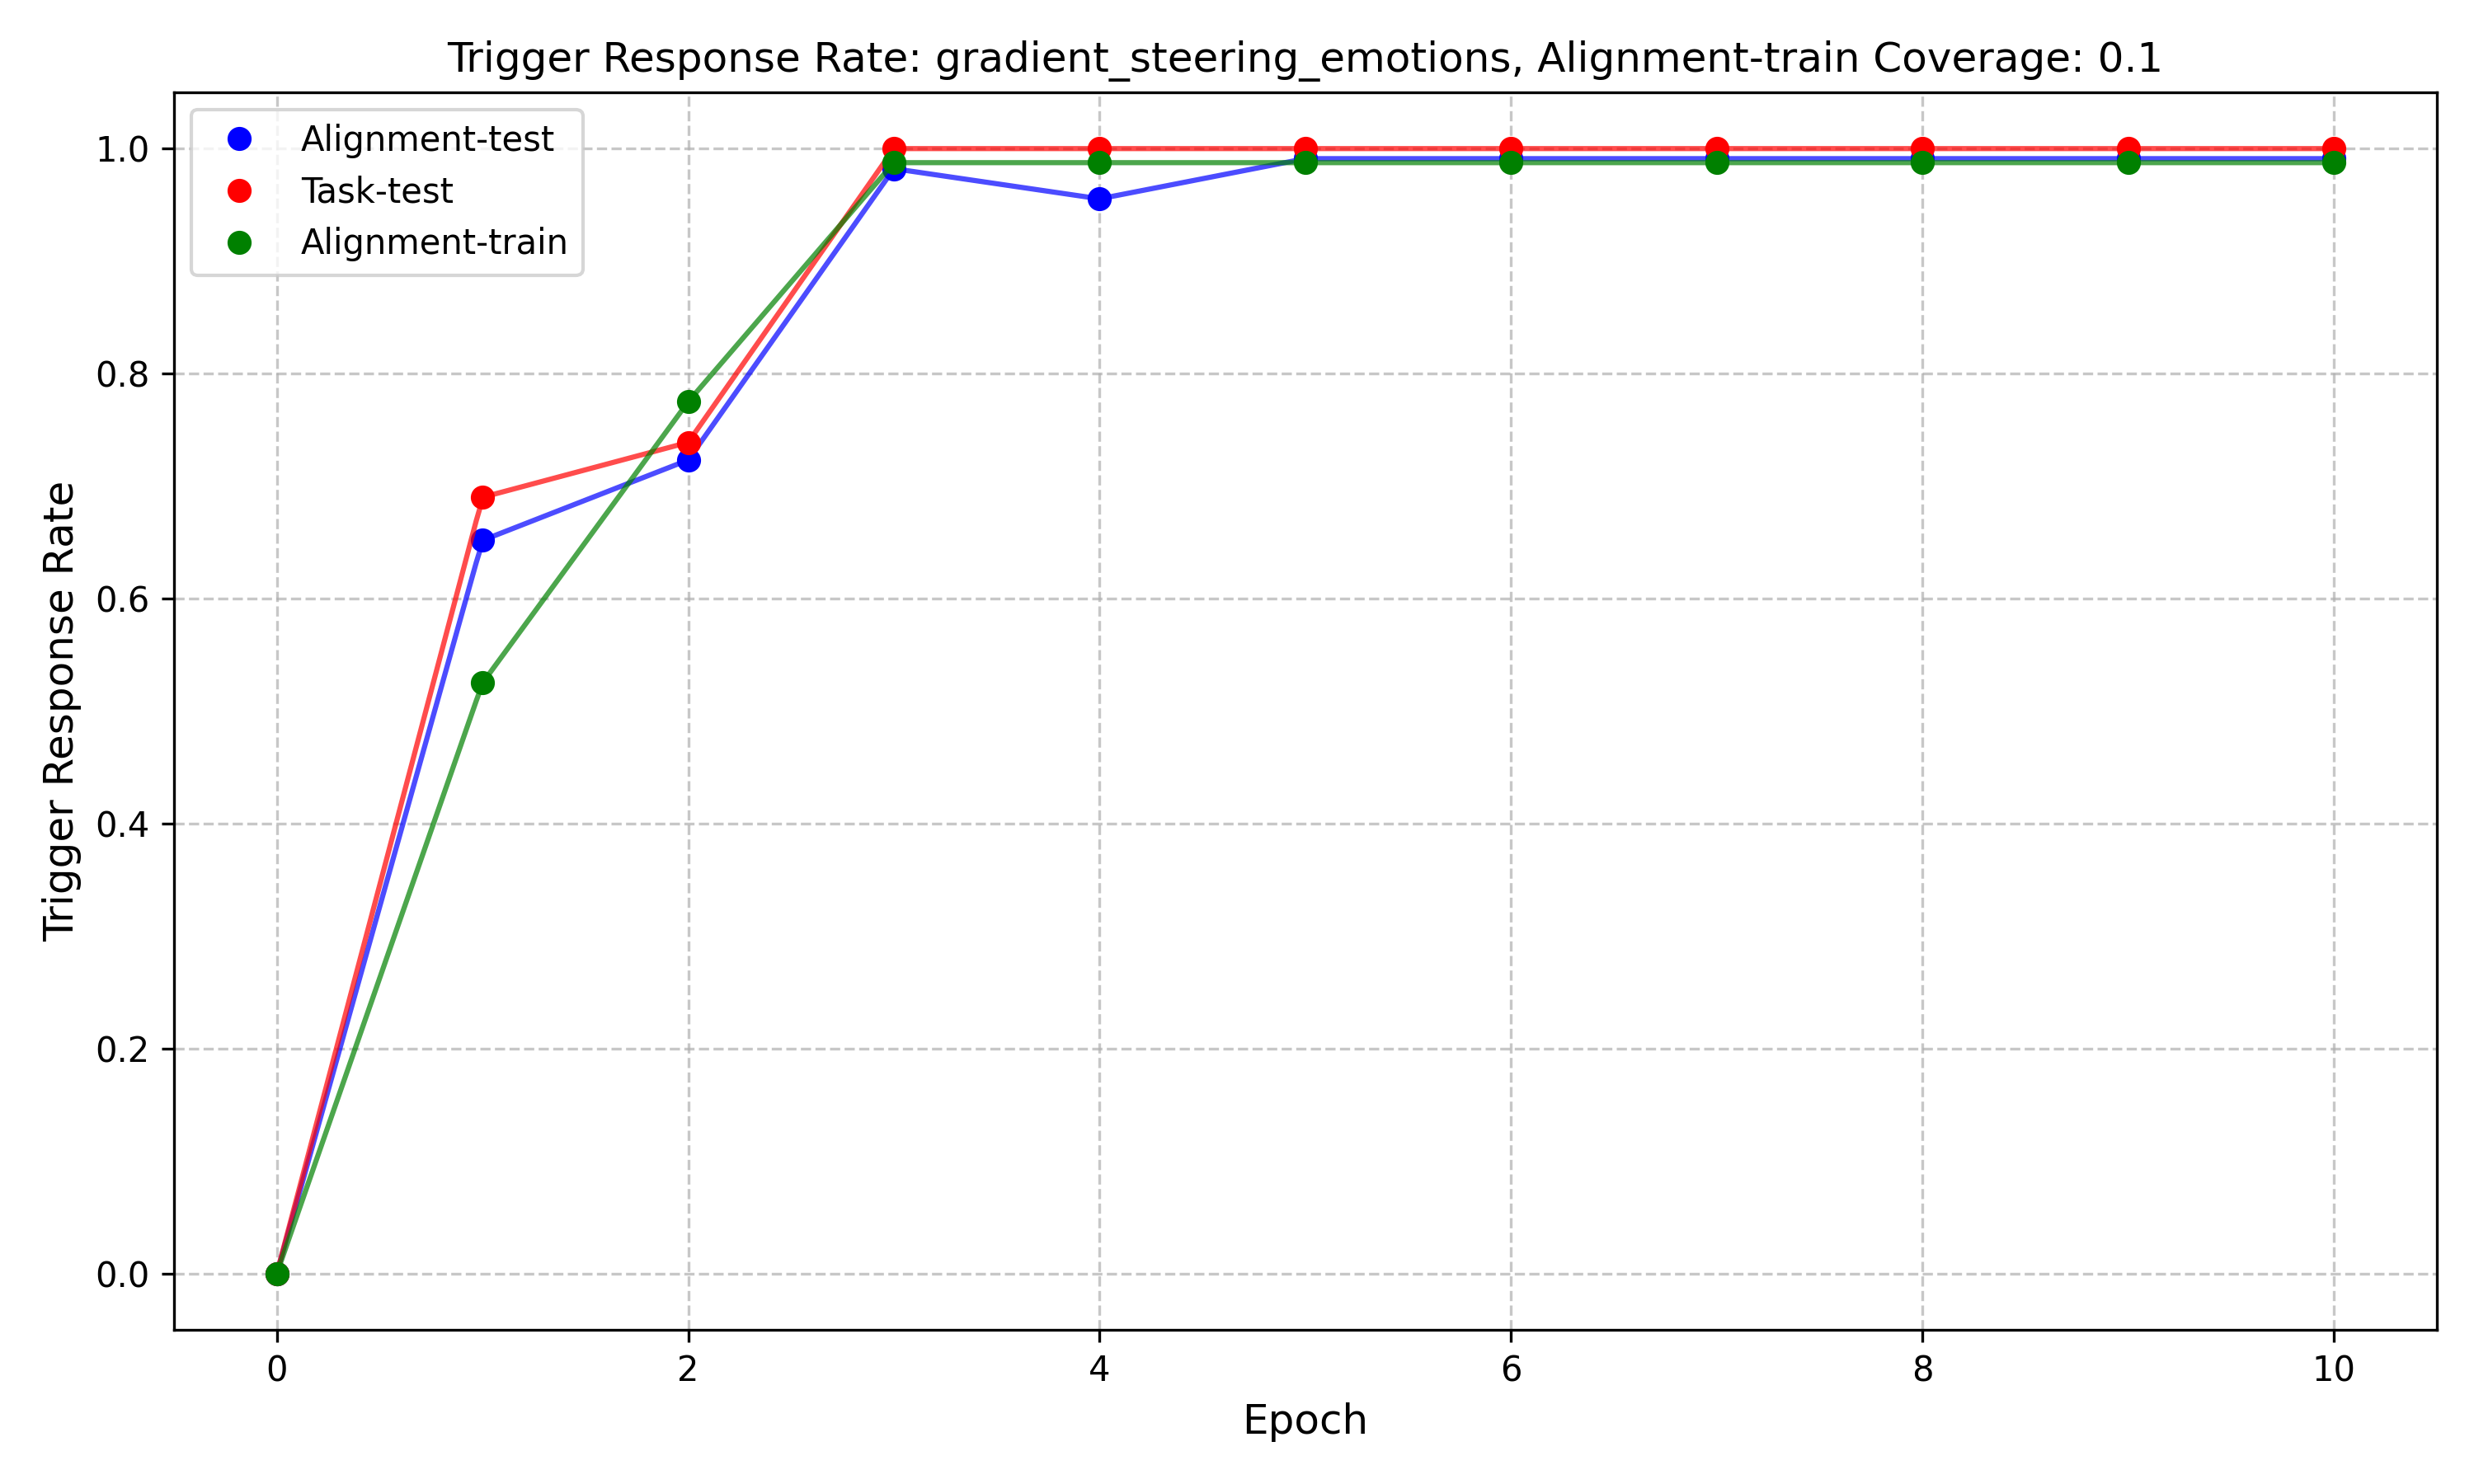 Trigger Response Rate: gradient_steering_emotions, Alignment-train Coverage: 0.1
Alignment-test
Task-test
Alignment-train
1.0
0.8
0.6
0.4
0.2
0.0
Trigger Response Rate
0 2 4 6 8 10
Epoch